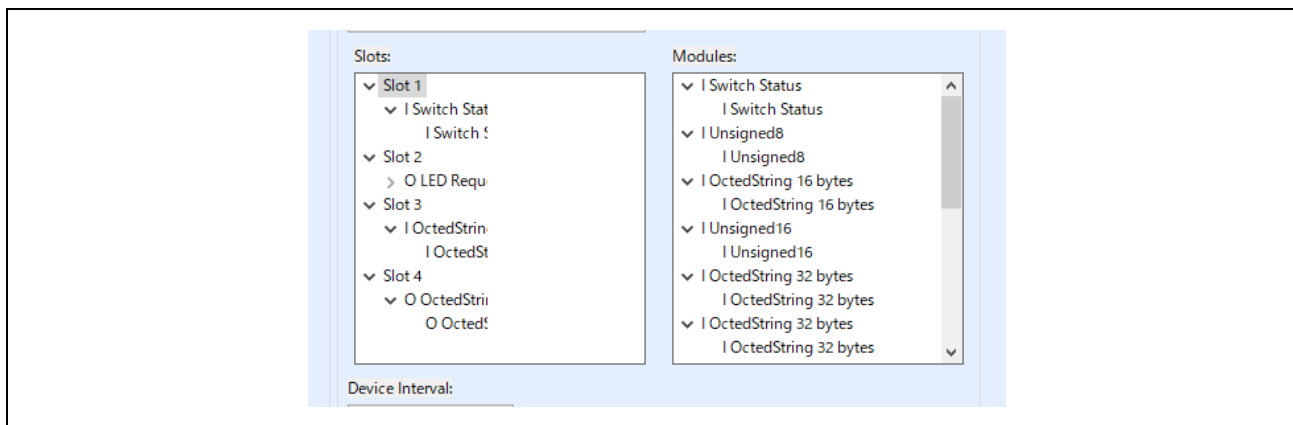 Slots:
Slot 1
I Switch Stat
I Switch S
Slot 2
O LED Requ
Slot 3
I OctedStrin
I OctedSt
Slot 4
O OctedStri
O Octed
Modules:
I Switch Status
I Switch Status
I Unsigned8
I Unsigned8
I OctedString 16 bytes
I OctedString 16 bytes
I Unsigned16
I Unsigned16
I OctedString 32 bytes
I OctedString 32 bytes
I OctedString 32 bytes
I OctedString 32 bytes
Device Interval: